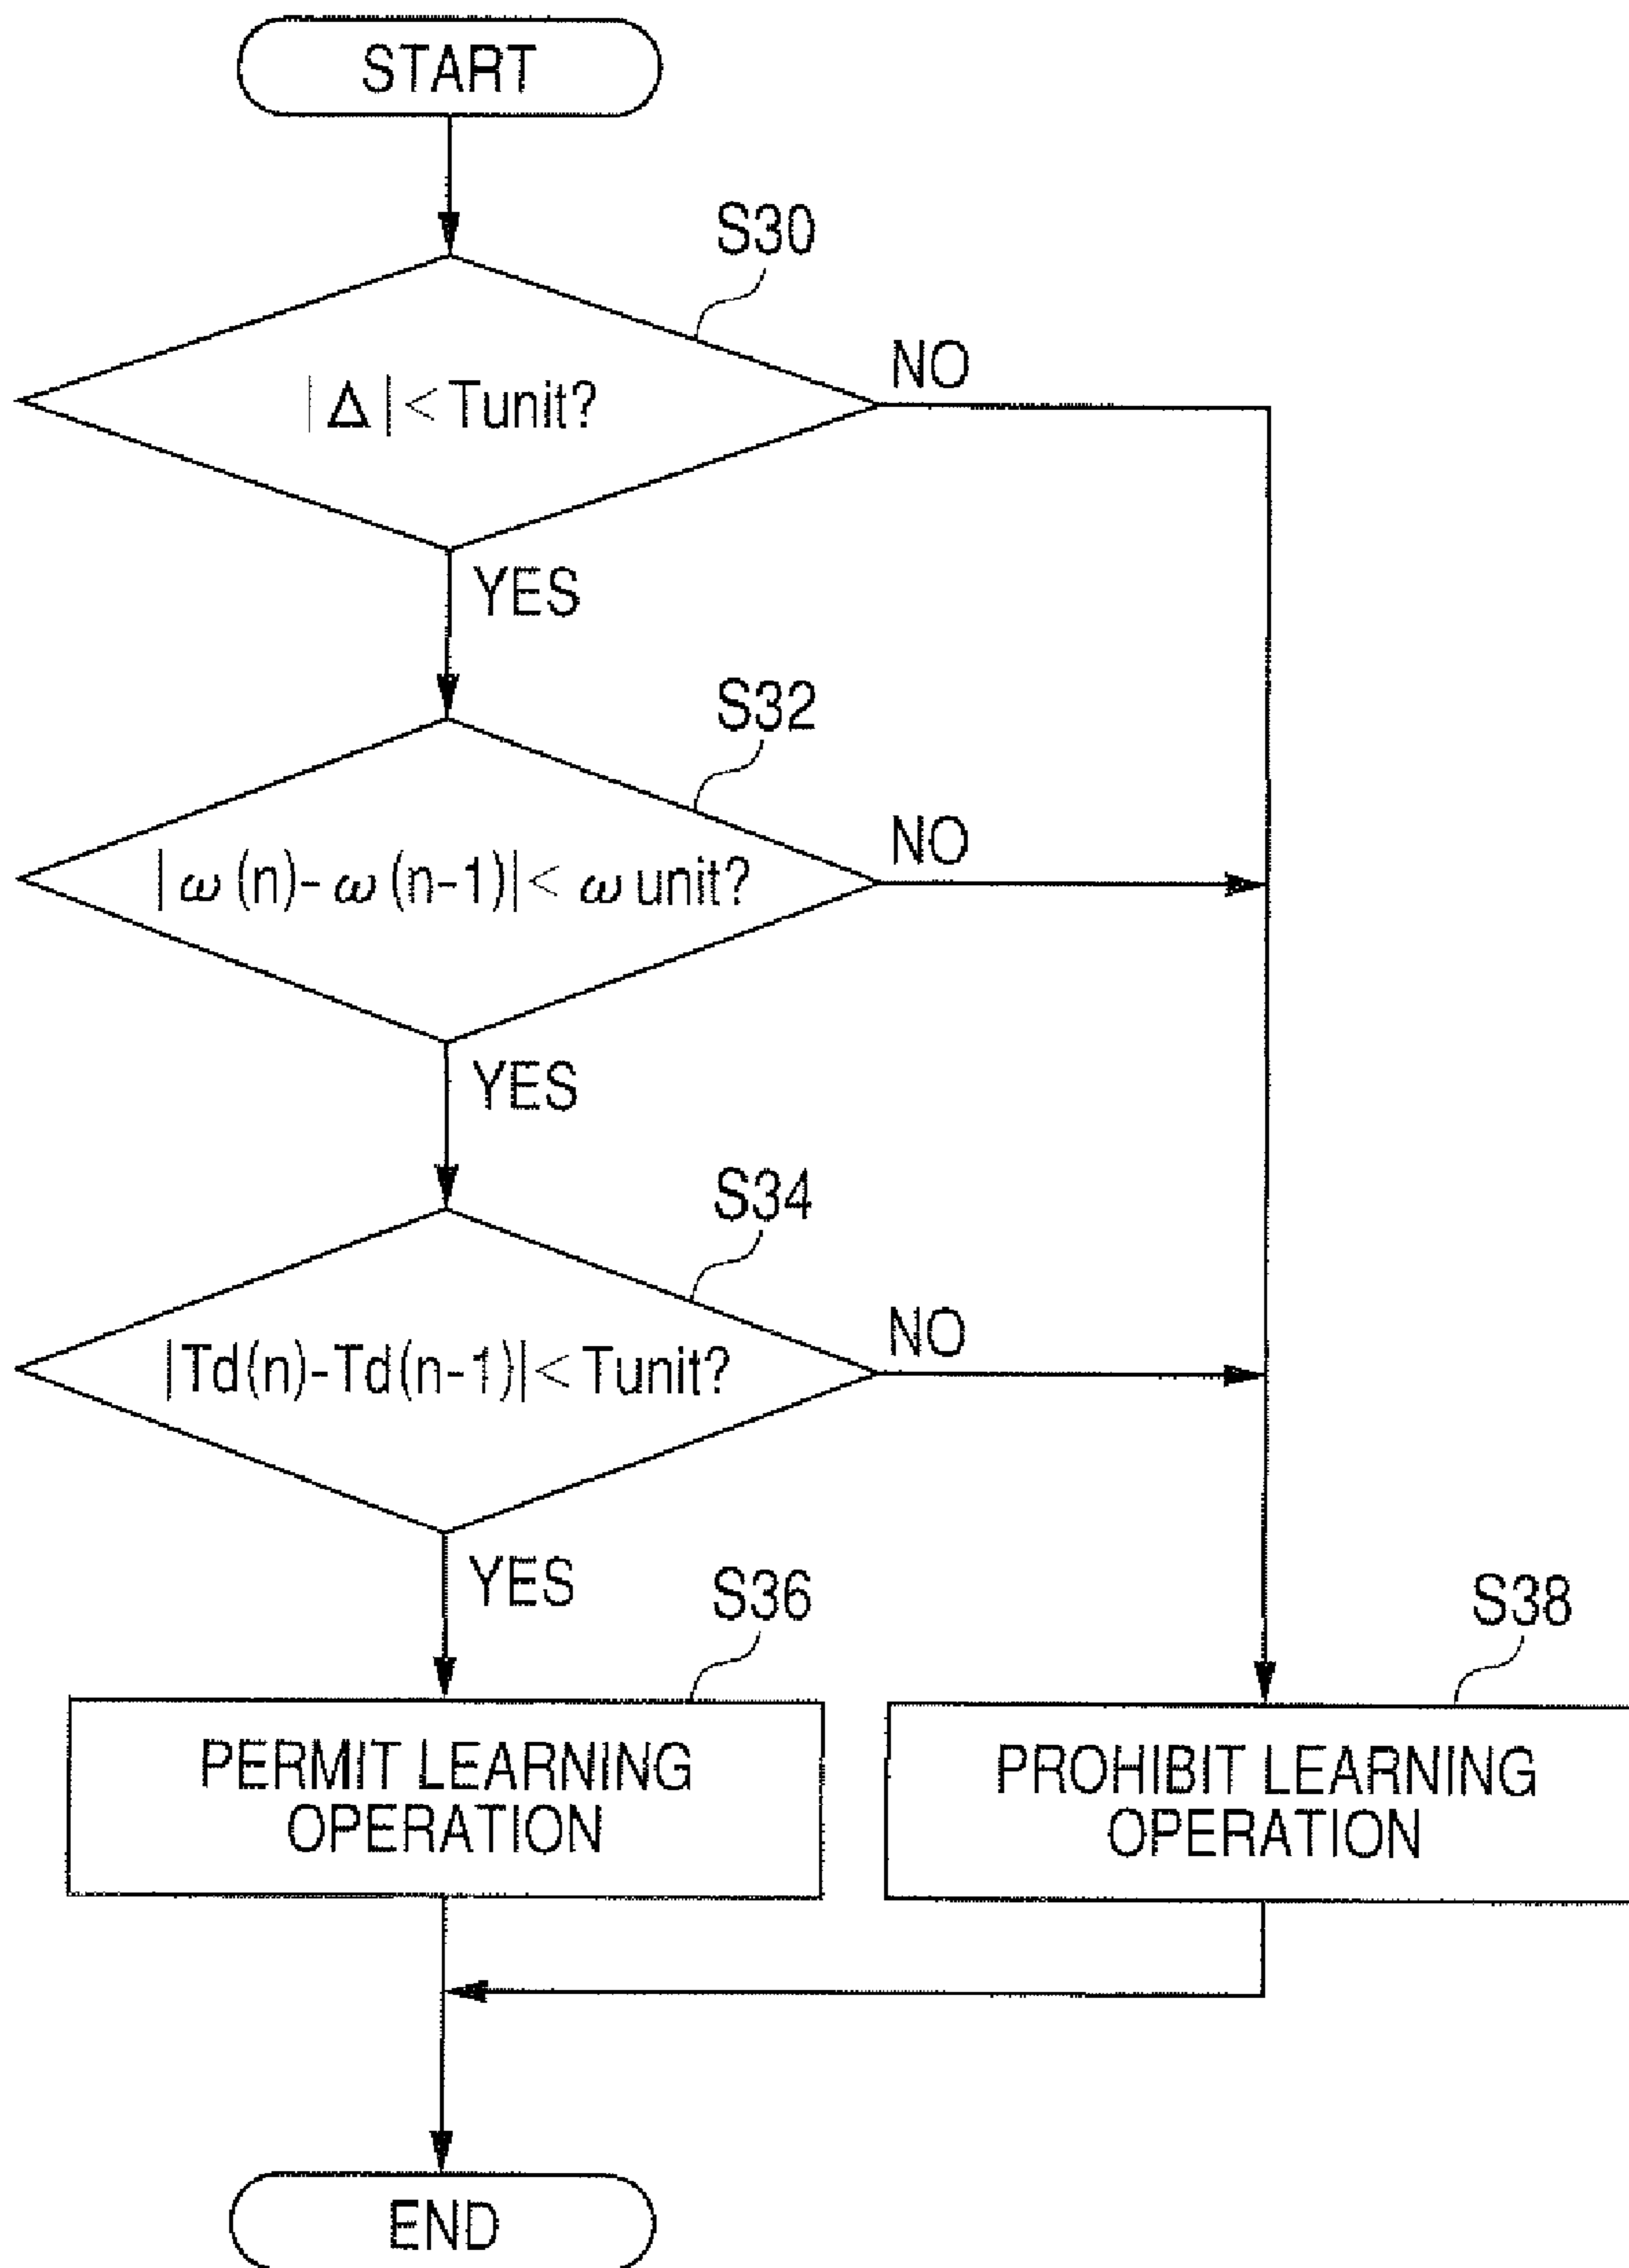 START
S30
|Δ|< Tunit?
NO
YES
S32
|ω(n)-ω(n-1)|< ω unit?
NO
YES
S34
|Td(n)-Td(n-1)|< Tunit?
NO
YES
S36
S38
PERMIT LEARNING
OPERATION
PROHIBIT LEARNING
OPERATION
END